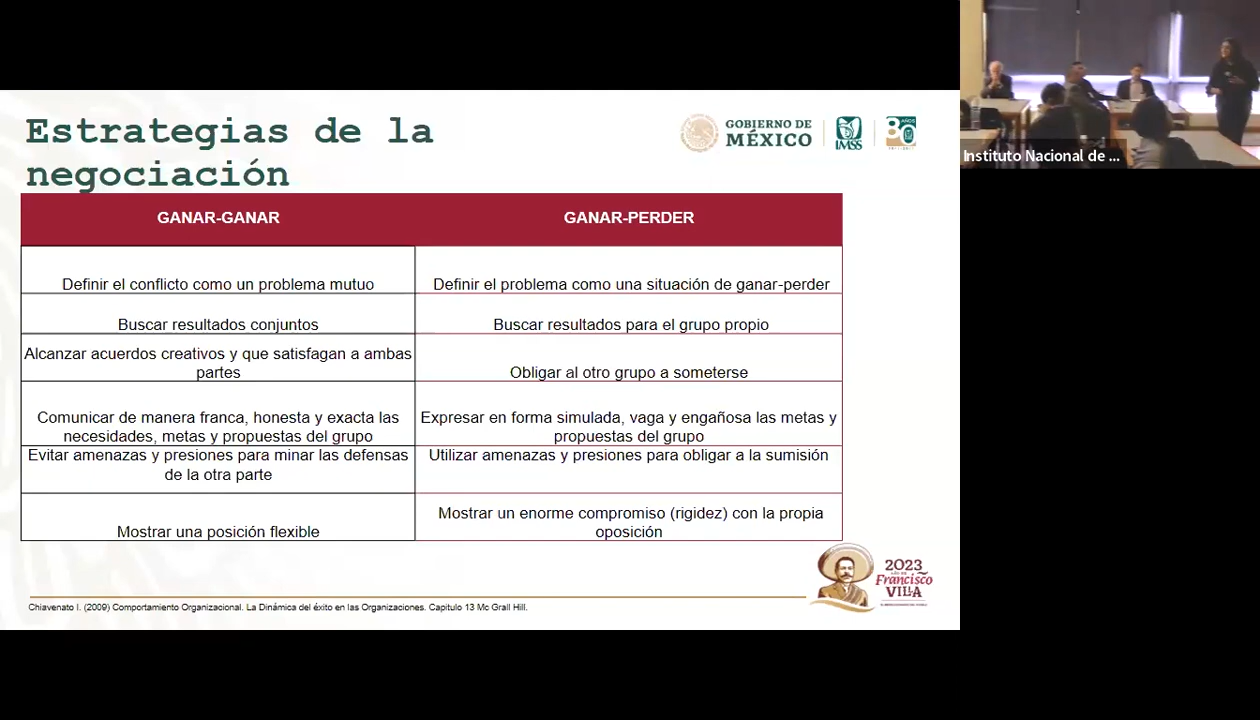 Estrategias de la
negociación
GOBIERNO DE
MÉXICO
IMSS
AÑOS
80
Instituto Nacional de ...
GANAR-GANAR
GANAR-PERDER
Definir el conflicto como un problema mutuo
Definir el problema como una situación de ganar-perder
Buscar resultados conjuntos
Buscar resultados para el grupo propio
Alcanzar acuerdos creativos y que satisfagan a ambas
partes
Obligar al otro grupo a someterse
Comunicar de manera franca, honesta y exacta las
necesidades, metas y propuestas del grupo
Expresar en forma simulada, vaga y engañosa las metas y
propuestas del grupo
Evitar amenazas y presiones para minar las defensas
de la otra parte
Utilizar amenazas y presiones para obligar a la sumisión
Mostrar una posición flexible
Mostrar un enorme compromiso (rigidez) con la propia
oposición
2023
Francisco
VILLA
Chiavenato I. (2009) Comportamiento Organizacional. La Dinámica del éxito en las Organizaciones. Capitulo 13 Mc Grall Hill.